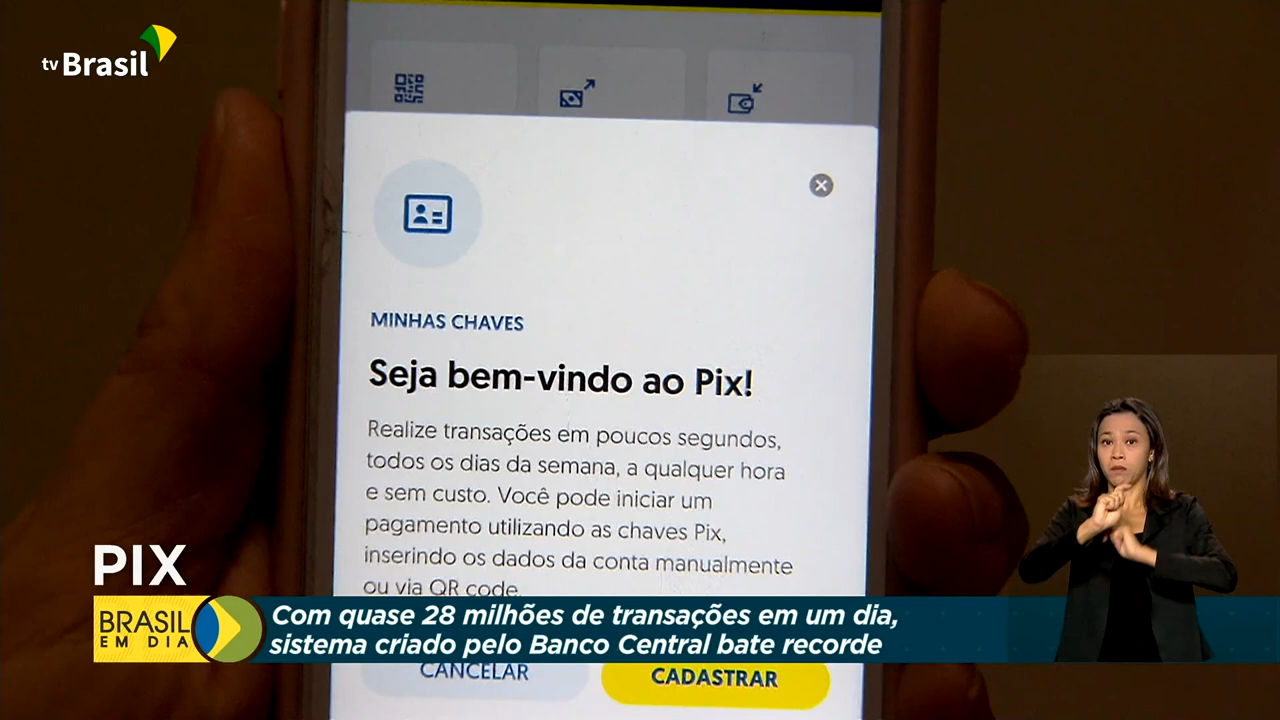 tv Brasil
MINHAS CHAVES
Seja bem-vindo ao Pix!
Realize transações em poucos segundos,
todos os dias da semana, a qualquer hora
e sem custo. Você pode iniciar um
pagamento utilizando as chaves Pix,
inserindo os dados da conta manualmente
ou via QR code.
PIX
BRASIL
EM DIA
Com quase 28 milhões de transações em um dia,
sistema criado pelo Banco Central bate recorde
CANCELAR
CADASTRAR